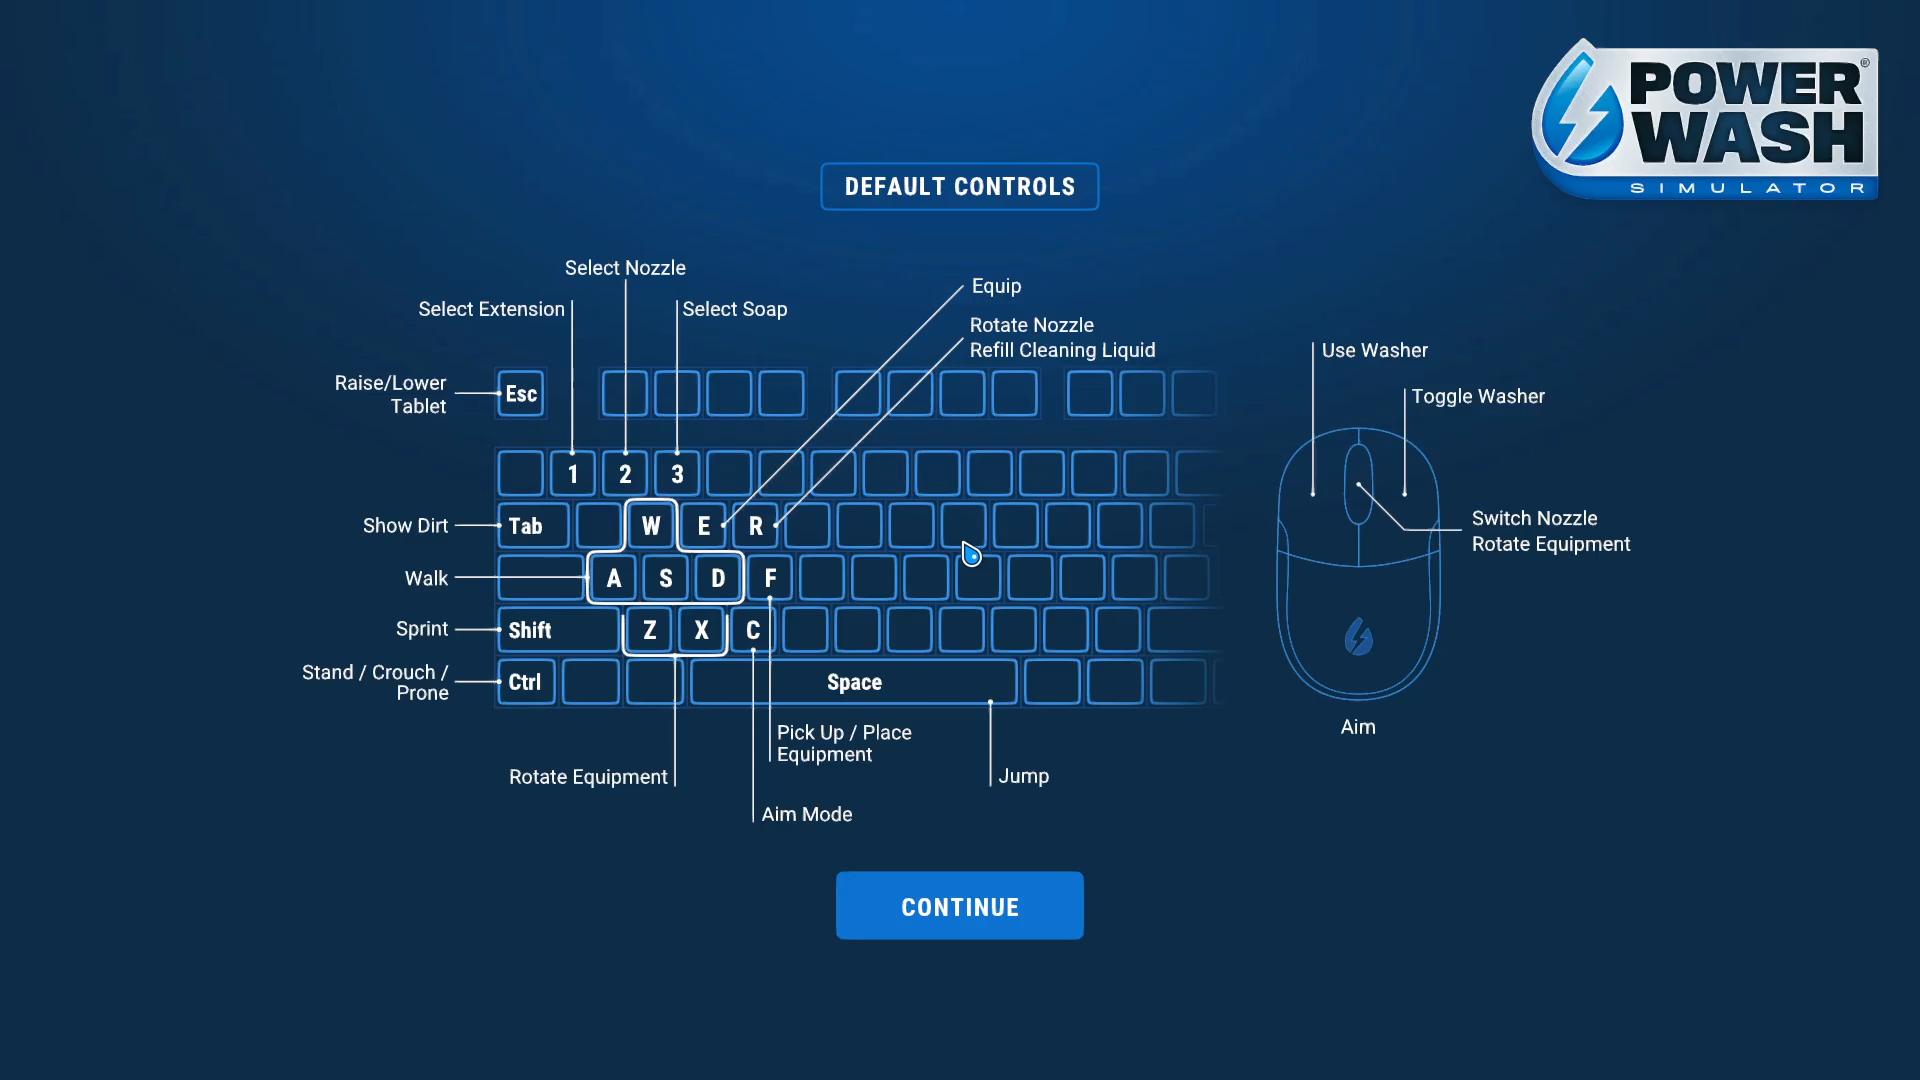 POWER
WASH
SIMULATOR
®
DEFAULT CONTROLS
Select Nozzle
Select Extension
Select Soap
Equip
Rotate Nozzle
Refill Cleaning Liquid
Raise/Lower
Tablet
Esc
1
2
3
Show Dirt
Tab
W
E
R
Walk
A
S
D
F
Sprint
Shift
Z
X
C
Stand / Crouch /
Prone
Ctrl
Space
Pick Up / Place
Equipment
Rotate Equipment
Jump
Aim Mode
Use Washer
Toggle Washer
Switch Nozzle
Rotate Equipment
Aim
CONTINUE